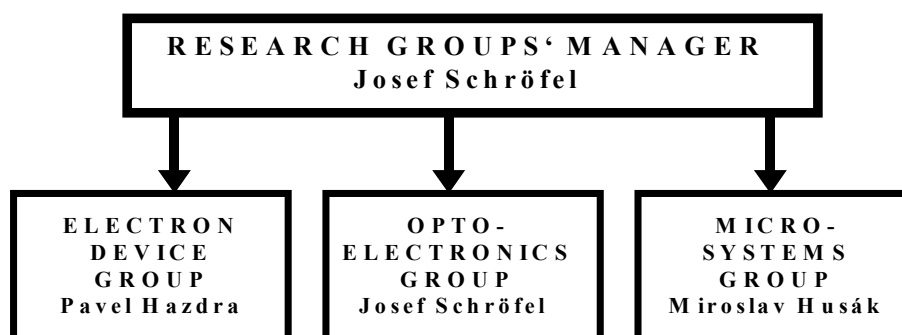 RESEARCH GROUPS‘ MANAGER
Josef Schröfel
ELECTRON
DEVICE
GROUP
Pavel Hazdra
OPTO-
ELECTRONICS
GROUP
Josef Schröfel
MICRO-
SYSTEMS
GROUP
Miroslav Husák